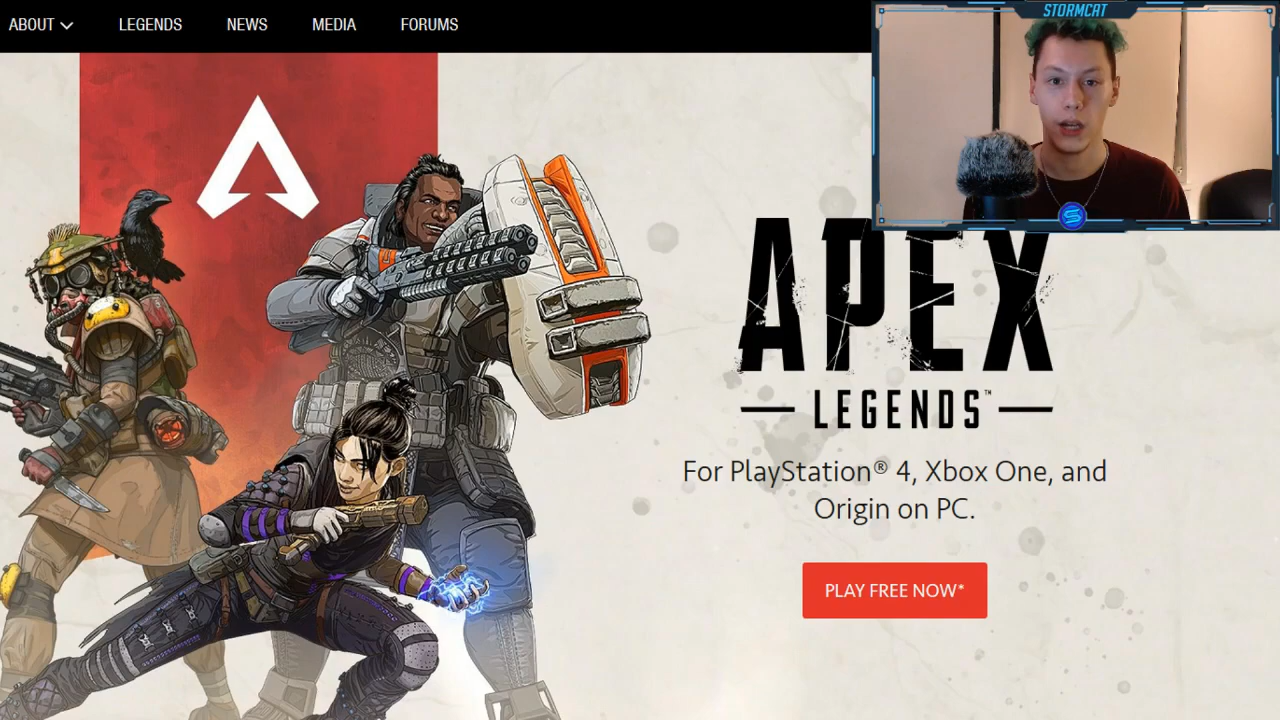 ABOUT
LEGENDS
NEWS
MEDIA
FORUMS
STORMCAT
APEX
LEGENDS™
For PlayStation® 4, Xbox One, and
Origin on PC.
PLAY FREE NOW*